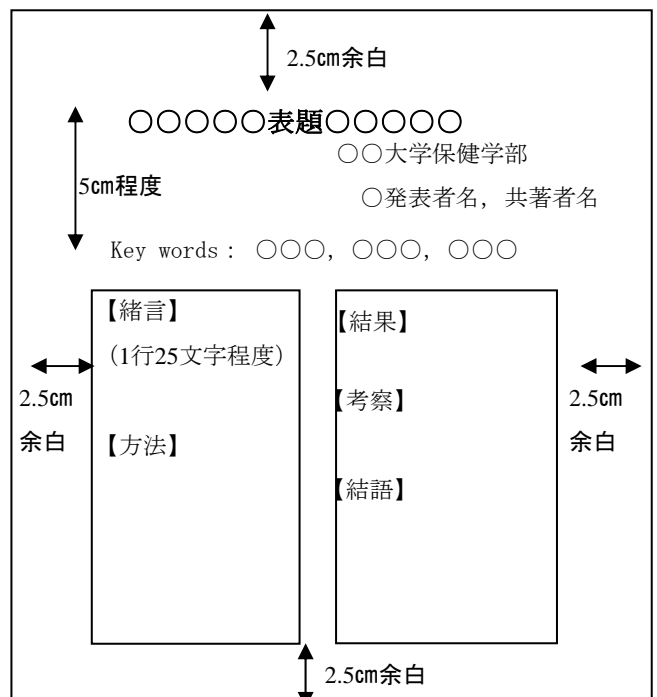 2.5㎝余白
○○○○○表題○○○○○
○○大学保健学部
5㎝程度
○発表者名，共著者名
Key words： ○○○，○○○，○○○
【緒言】
（1行25文字程度）
【方法】
【結果】
【考察】
【結語】
2.5㎝
余白
2.5㎝
余白
2.5㎝余白